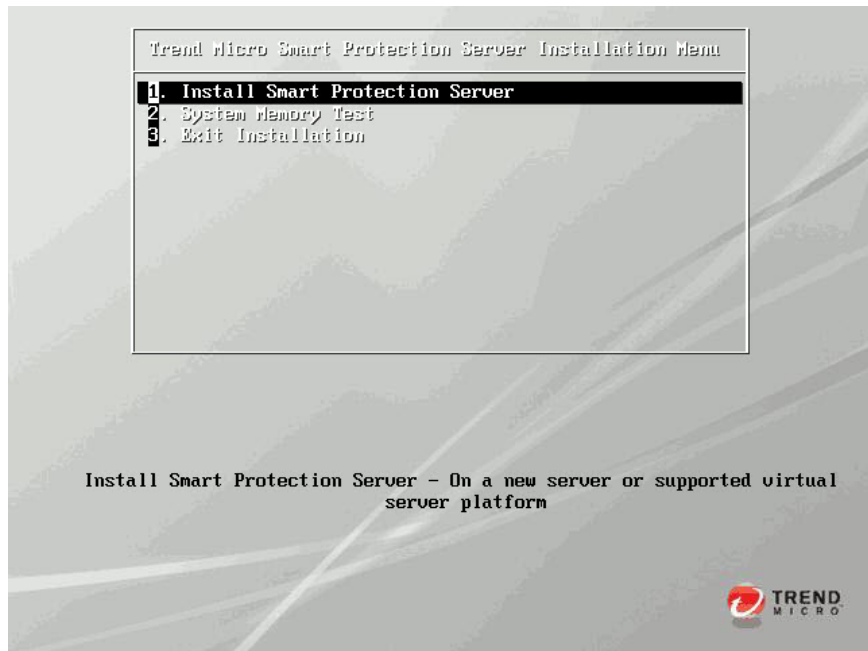 Trend Micro Smart Protection Server Installation Menu
1. Install Smart Protection Server
2. System Memory Test
3. Exit Installation
Install Smart Protection Server - On a new server or supported virtual
server platform
TREND
MICRO